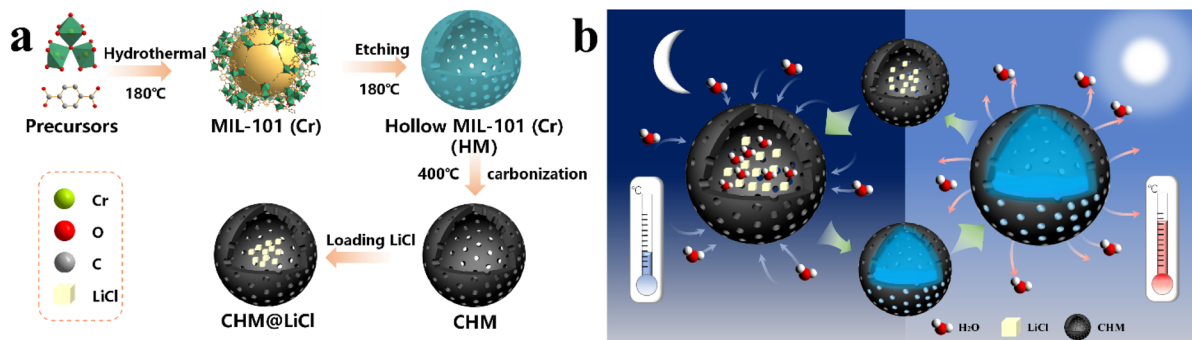 a
Hydrothermal
180℃
Etching
180℃
Precursors
MIL-101 (Cr)
Hollow MIL-101 (Cr)
(HM)
400℃ carbonization
Cr
O
C
LiCl
Loading LiCl
CHM@LiCl
CHM
b
℃
℃
H₂O
LiCl
CHM